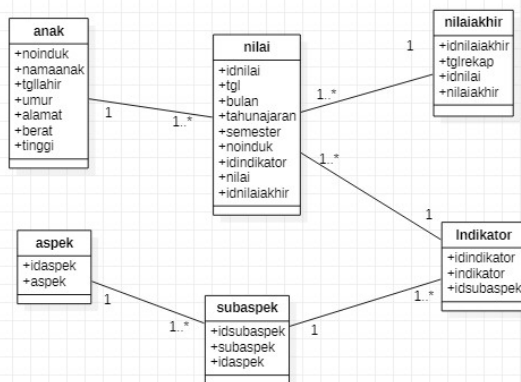 anak
+noinduk
+namaanak
+tgllahir
+umur
+alamat
+berat
+tinggi
1
1..*
nilai
+idnilai
+tgl
+bulan
+tahunajaran
+semester
+noinduk
+idindikator
+nilai
+idnilaiakhir
1..*
1
nilaiakhir
+idnilaiakhir
+tglrekap
+idnilai
+nilaiakhir
1..*
1
Indikator
+idindikator
+indikator
+idsubaspek
1..*
1
aspek
+idaspek
+aspek
1
1..*
subaspek
+idsubaspek
+subaspek
+idaspek